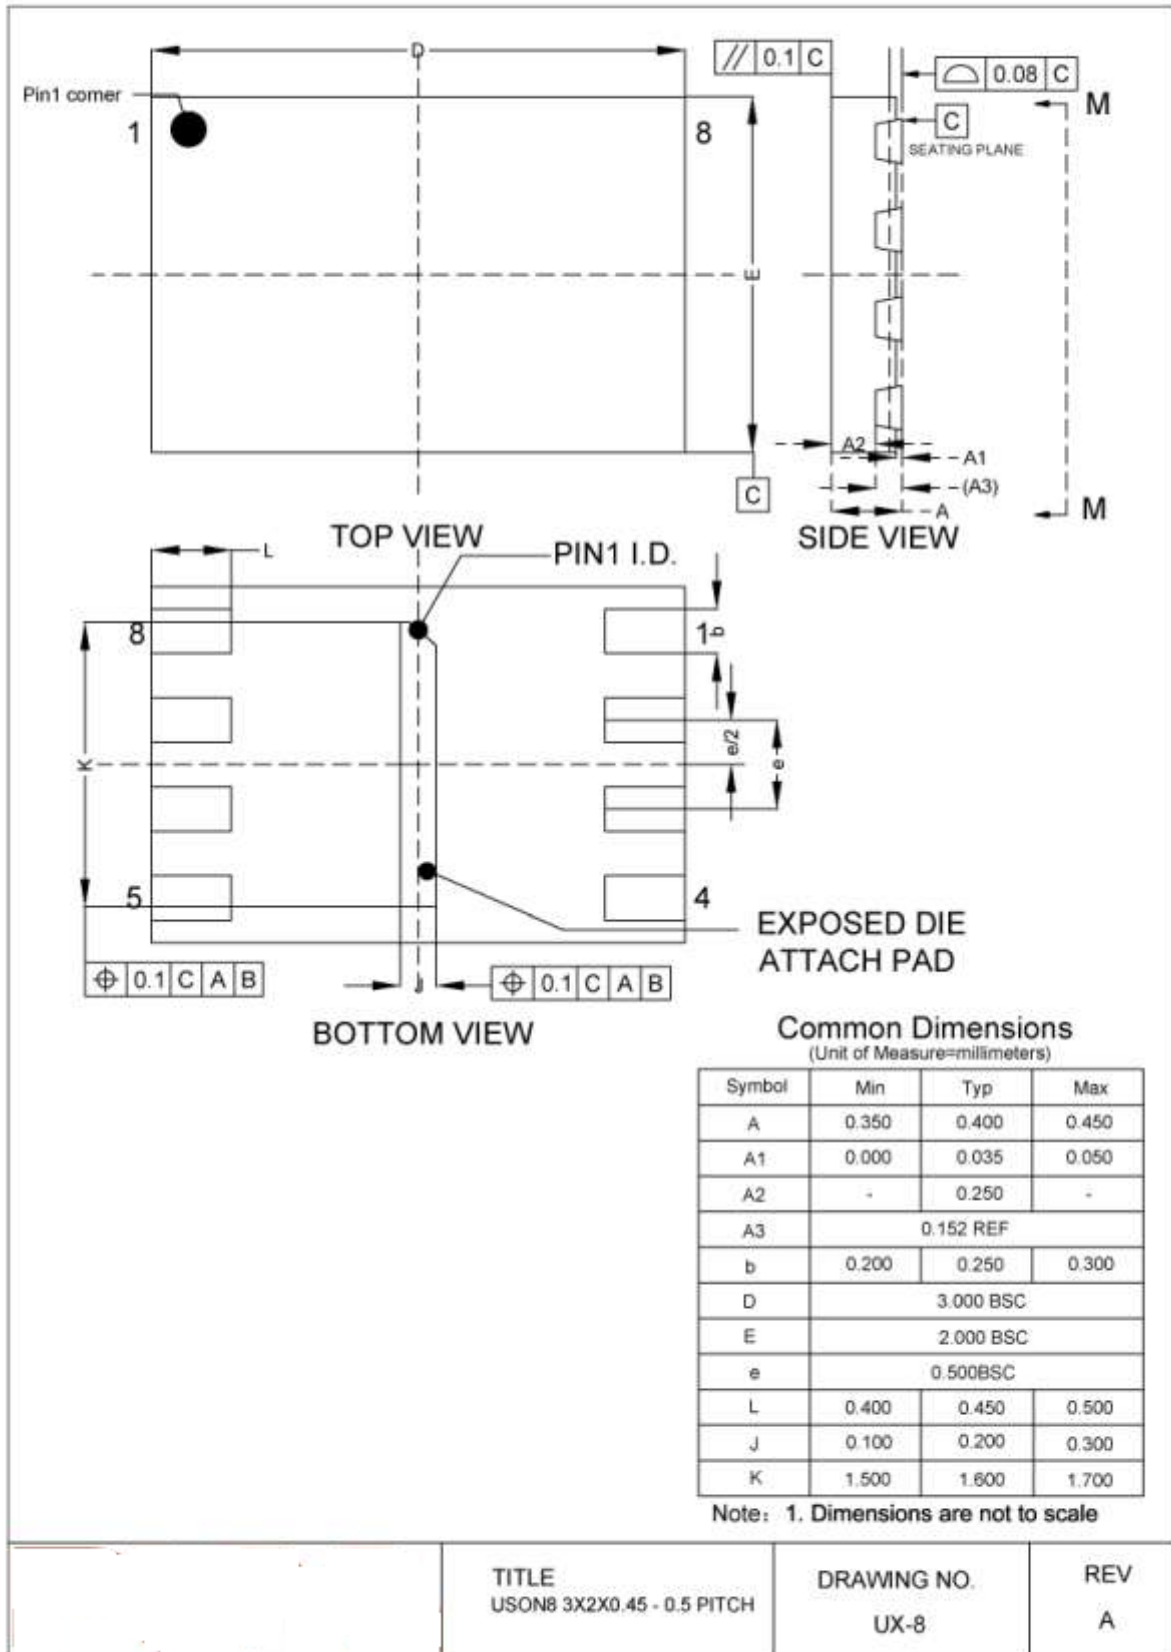 D
// 0.1 C
⌓ 0.08 C
Pin1 corner
M
1
8
C
SEATING PLANE
E
A2
A1
(A3)
C
A
M
TOP VIEW
SIDE VIEW
L
PIN1 I.D.
8
1
b
e/2
K
e
5
4
EXPOSED DIE
ATTACH PAD
⌖ 0.1 C A B
J
⌖ 0.1 C A B
BOTTOM VIEW
Common Dimensions
(Unit of Measure=millimeters)
Symbol Min Typ Max
A 0.350 0.400 0.450
A1 0.000 0.035 0.050
A2 - 0.250 -
A3 0.152 REF
b 0.200 0.250 0.300
D 3.000 BSC
E 2.000 BSC
e 0.500BSC
L 0.400 0.450 0.500
J 0.100 0.200 0.300
K 1.500 1.600 1.700
Note: 1. Dimensions are not to scale
TITLE
USON8 3X2X0.45 - 0.5 PITCH
DRAWING NO.
UX-8
REV
A